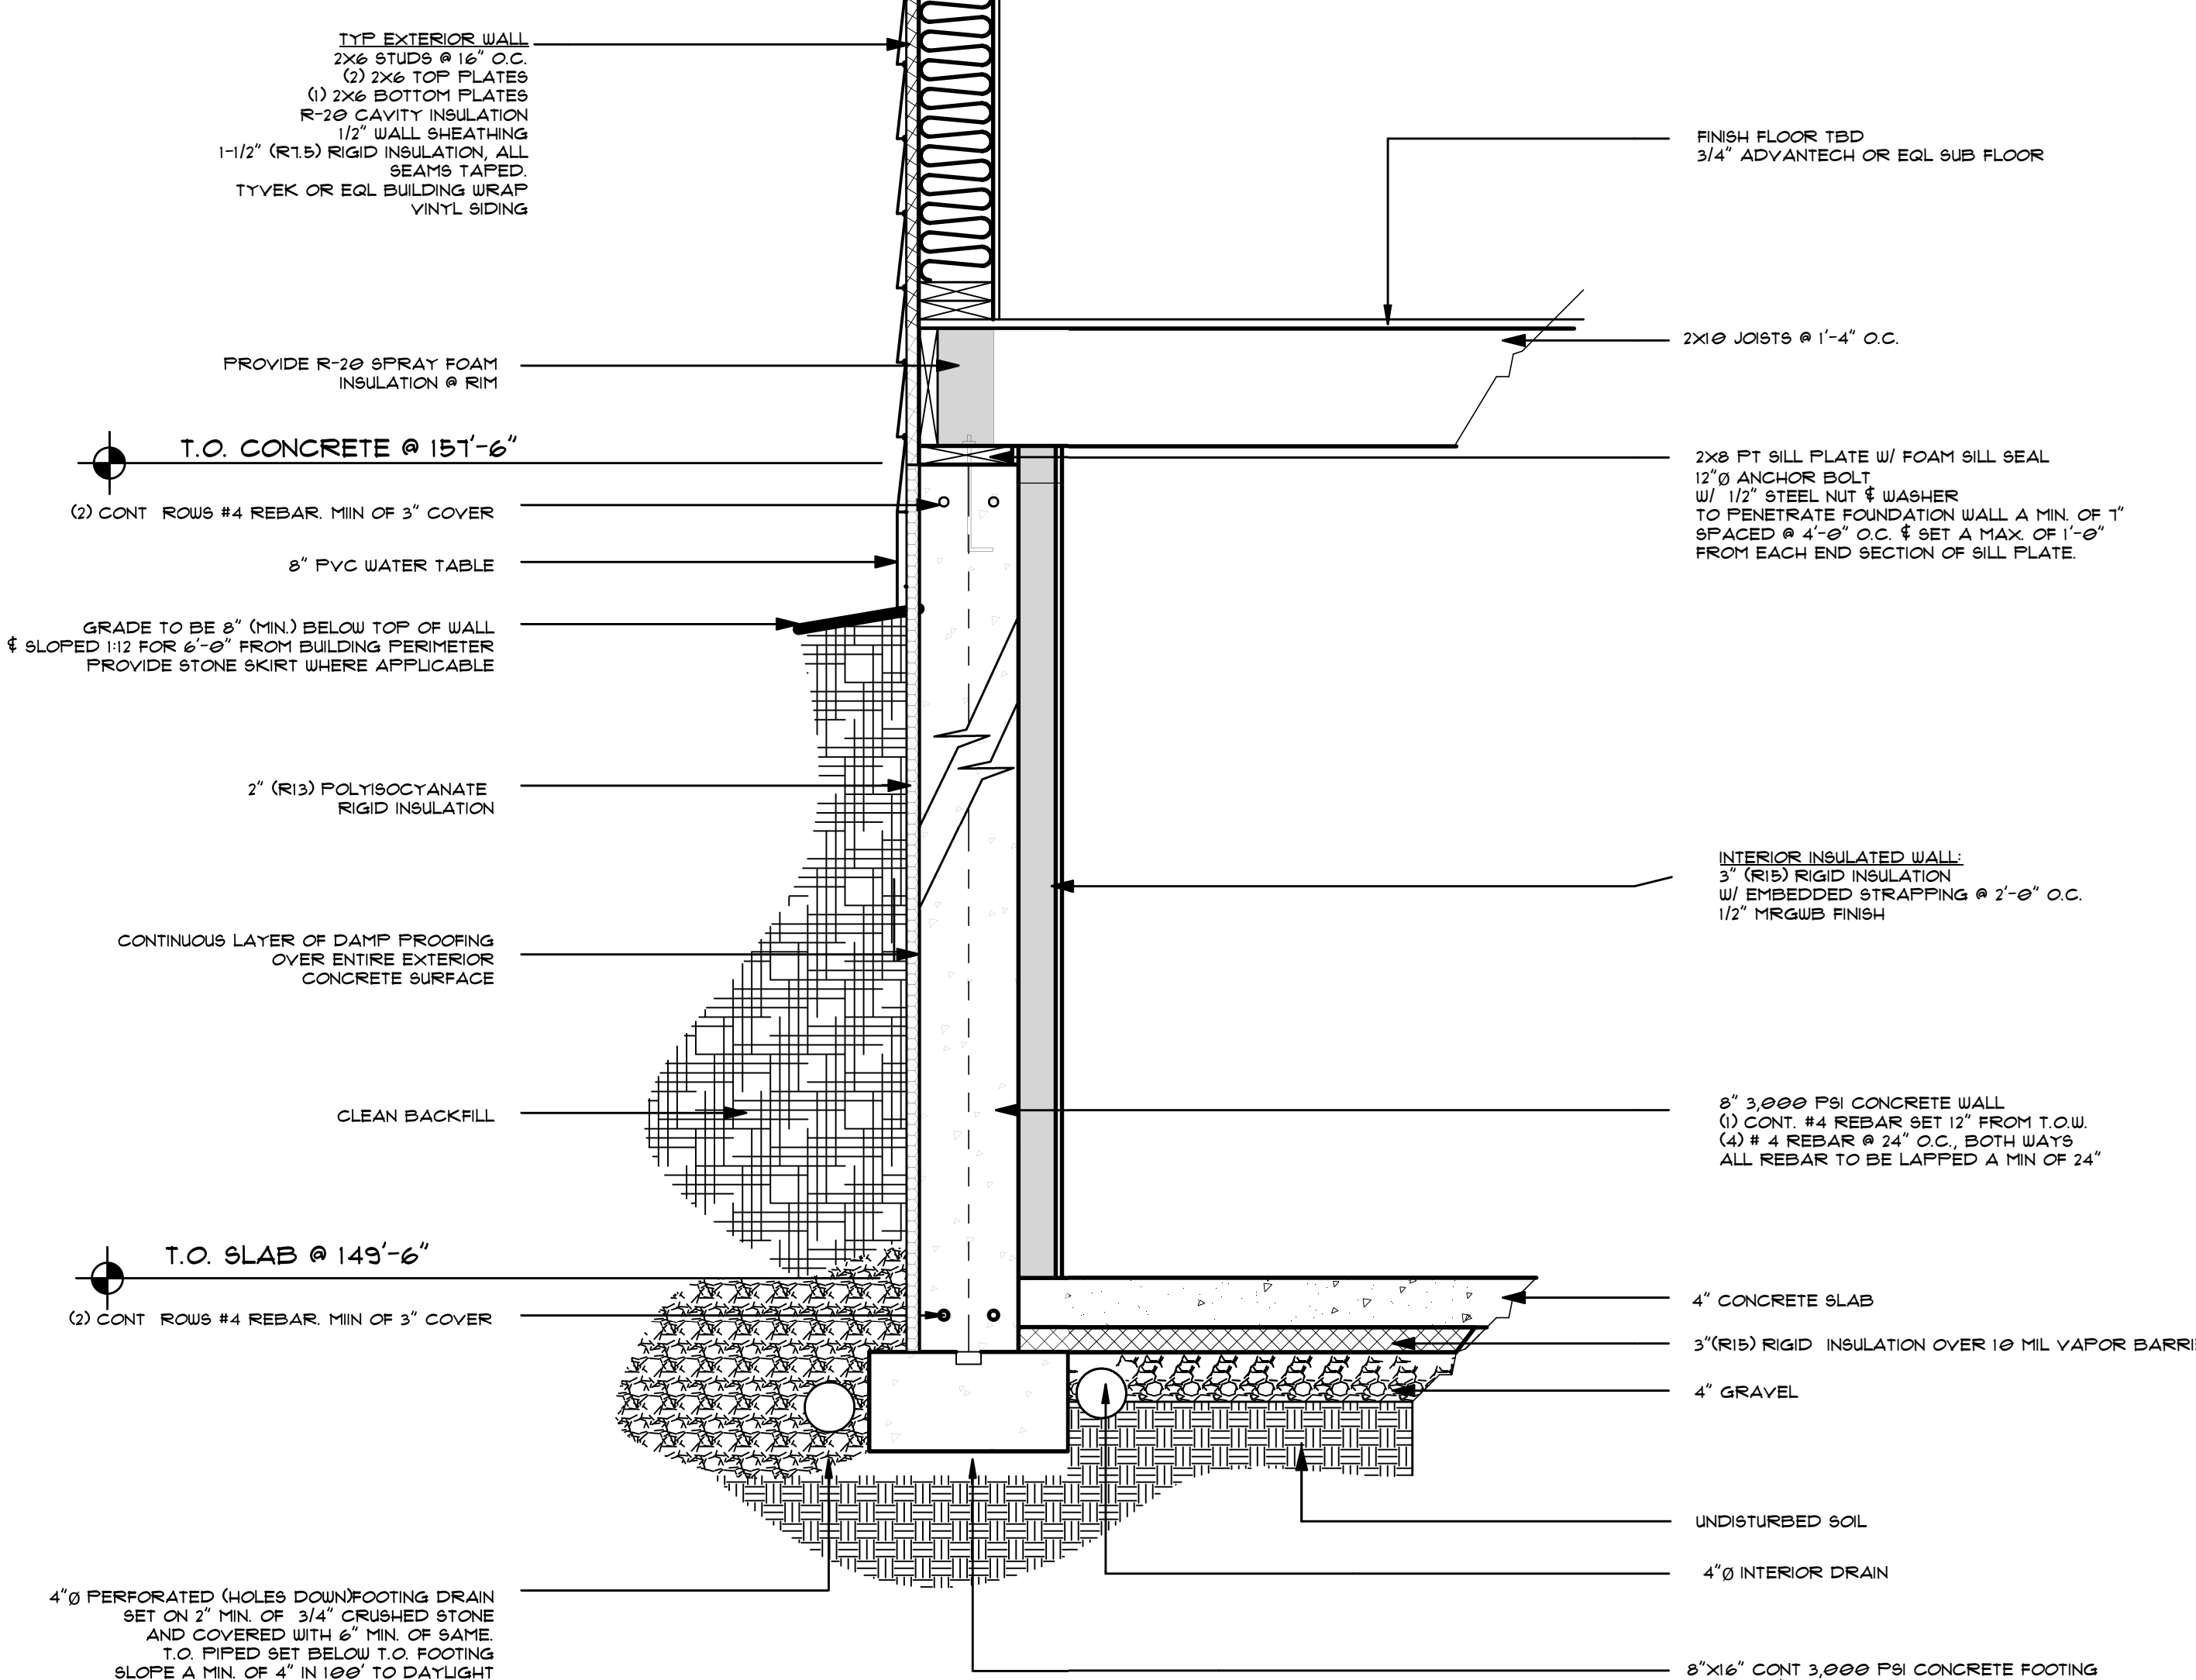 TYP EXTERIOR WALL
2X6 STUDS @ 16" O.C.
(2) 2X6 TOP PLATES
(1) 2X6 BOTTOM PLATES
R-20 CAVITY INSULATION
1/2" WALL SHEATHING
1-1/2" (R7.5) RIGID INSULATION, ALL
SEAMS TAPED.
TYVEK OR EQL BUILDING WRAP
VINYL SIDING
PROVIDE R-20 SPRAY FOAM
INSULATION @ RIM
T.O. CONCRETE @ 157'-6"
(2) CONT ROWS #4 REBAR. MIIN OF 3" COVER
8" PVC WATER TABLE
GRADE TO BE 8" (MIN.) BELOW TOP OF WALL
& SLOPED 1:12 FOR 6'-0" FROM BUILDING PERIMETER
PROVIDE STONE SKIRT WHERE APPLICABLE
2" (R13) POLYISOCYANATE
RIGID INSULATION
CONTINUOUS LAYER OF DAMP PROOFING
OVER ENTIRE EXTERIOR
CONCRETE SURFACE
CLEAN BACKFILL
T.O. SLAB @ 149'-6"
(2) CONT ROWS #4 REBAR. MIIN OF 3" COVER
4"Ø PERFORATED (HOLES DOWN)FOOTING DRAIN
SET ON 2" MIN. OF 3/4" CRUSHED STONE
AND COVERED WITH 6" MIN. OF SAME.
T.O. PIPED SET BELOW T.O. FOOTING
SLOPE A MIN. OF 4" IN 100' TO DAYLIGHT
FINISH FLOOR TBD
3/4" ADVANTECH OR EQL SUB FLOOR
2X10 JOISTS @ 1'-4" O.C.
2X8 PT SILL PLATE W/ FOAM SILL SEAL
12"Ø ANCHOR BOLT
W/ 1/2" STEEL NUT & WASHER
TO PENETRATE FOUNDATION WALL A MIN. OF 7"
SPACED @ 4'-0" O.C. & SET A MAX. OF 1'-0"
FROM EACH END SECTION OF SILL PLATE.
INTERIOR INSULATED WALL:
3" (R15) RIGID INSULATION
W/ EMBEDDED STRAPPING @ 2'-0" O.C.
1/2" MRGWB FINISH
8" 3,000 PSI CONCRETE WALL
(1) CONT. #4 REBAR SET 12" FROM T.O.W.
(4) # 4 REBAR @ 24" O.C., BOTH WAYS
ALL REBAR TO BE LAPPED A MIN OF 24"
4" CONCRETE SLAB
3"(R15) RIGID INSULATION OVER 10 MIL VAPOR
4" GRAVEL
UNDISTURBED SOIL
4"Ø INTERIOR DRAIN
8"X16" CONT 3,000 PSI CONCRETE FOOTING